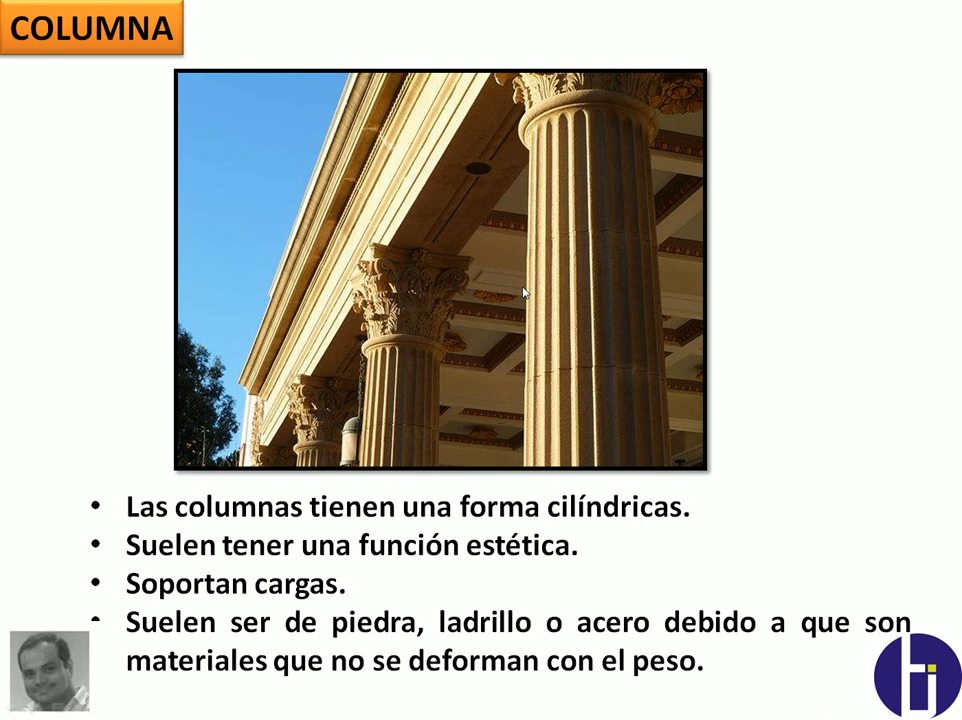 COLUMNA
• Las columnas tienen una forma cilíndricas.
• Suelen tener una función estética.
• Soportan cargas.
• Suelen ser de piedra, ladrillo o acero debido a que son
materiales que no se deforman con el peso.